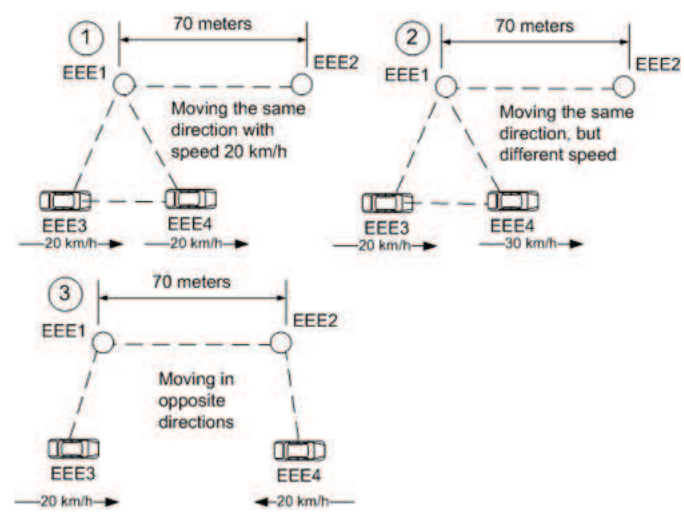 1
70 meters
EEE1
EEE2
Moving the same
direction with
speed 20 km/h
EEE3
EEE4
20 km/h
20 km/h
2
70 meters
EEE1
EEE2
Moving the same
direction, but
different speed
EEE3
EEE4
20 km/h
30 km/h
3
70 meters
EEE1
EEE2
Moving in
opposite
directions
EEE3
EEE4
20 km/h
20 km/h